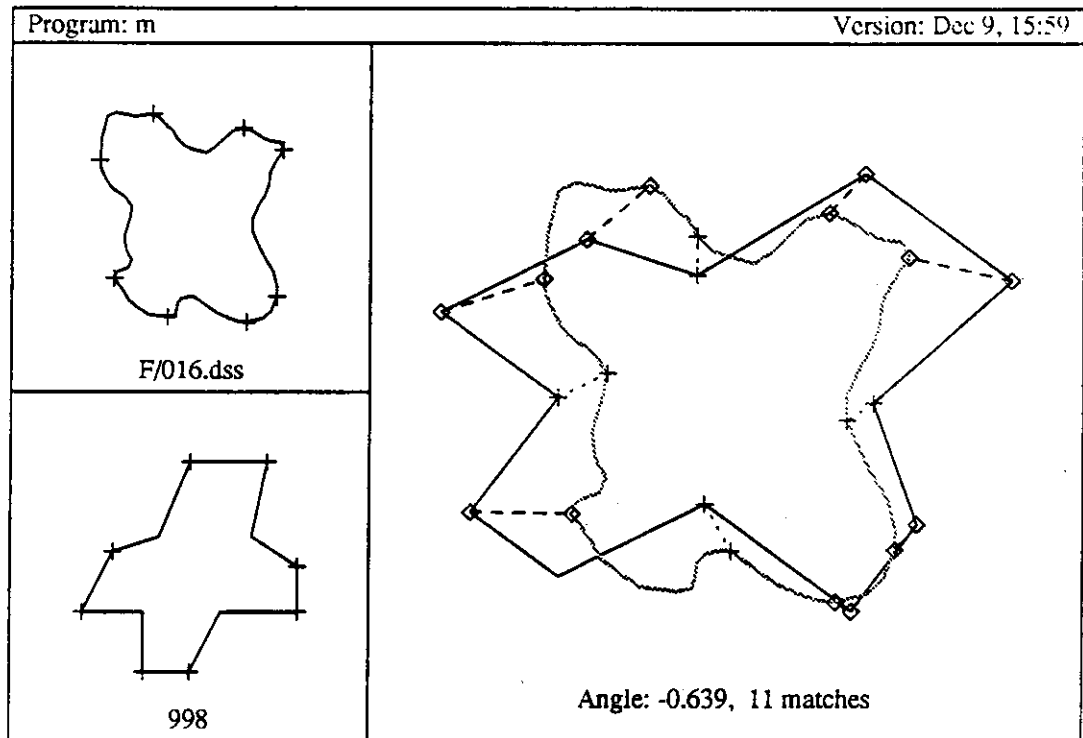 Program: m
Version: Dec 9, 15:59
F/016.dss
998
Angle: -0.639, 11 matches